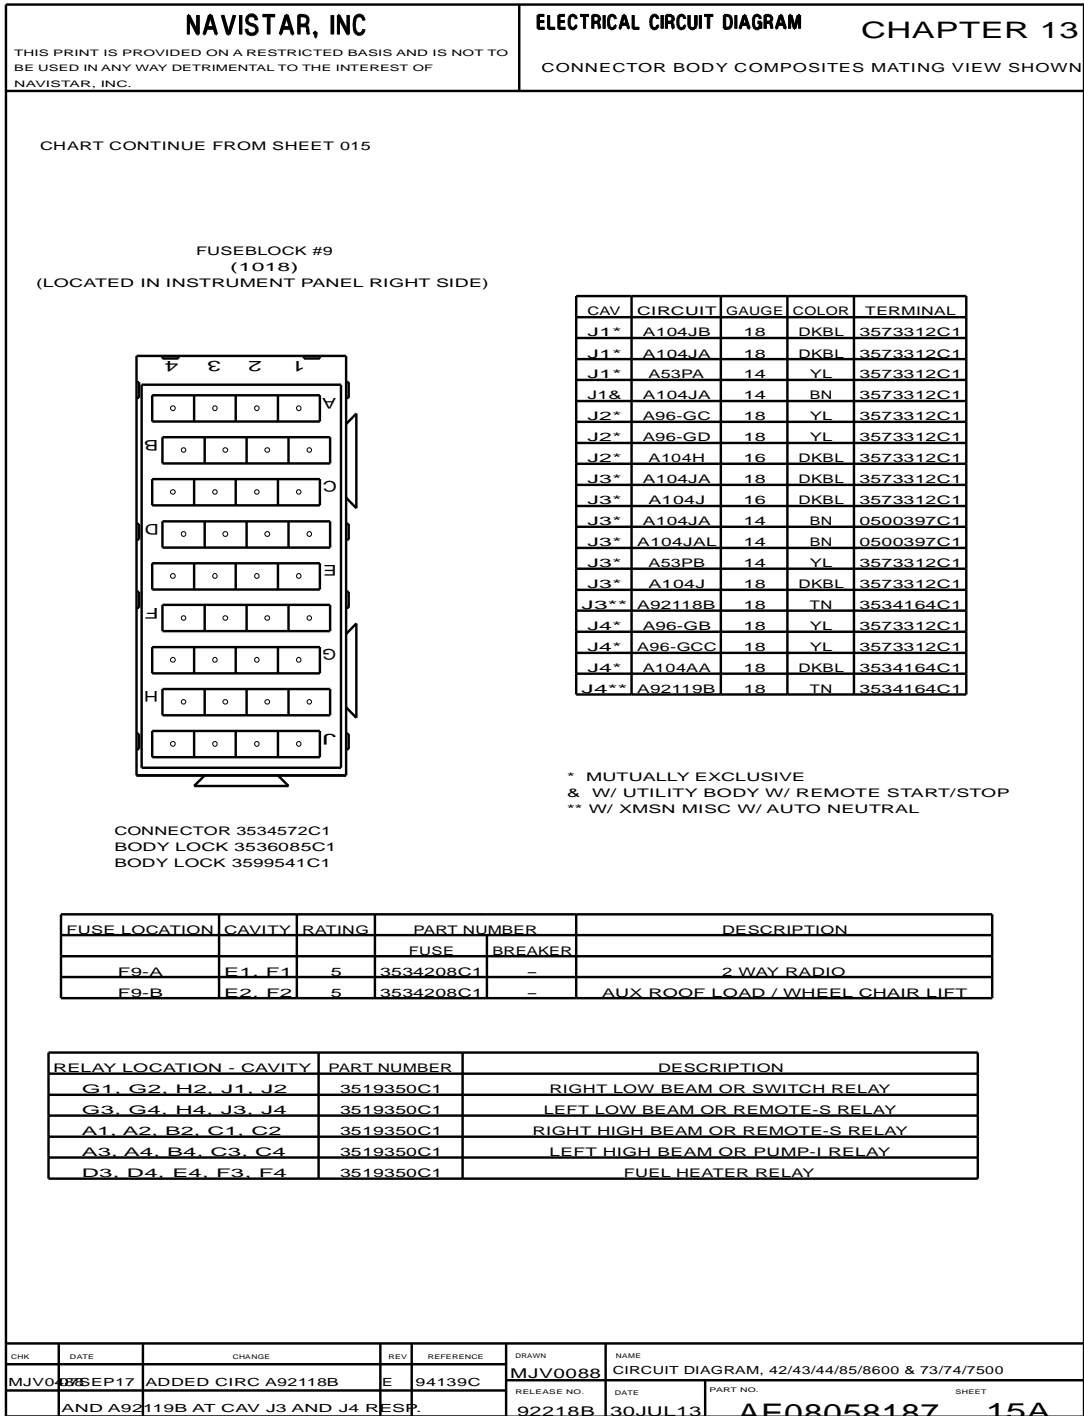 NAVISTAR, INC
THIS PRINT IS PROVIDED ON A RESTRICTED BASIS AND IS NOT TO
BE USED IN ANY WAY DETRIMENTAL TO THE INTEREST OF
NAVISTAR, INC.
ELECTRICAL CIRCUIT DIAGRAM CHAPTER 13
CONNECTOR BODY COMPOSITES MATING VIEW SHOWN
CHART CONTINUE FROM SHEET 015
FUSEBLOCK #9
(1018)
(LOCATED IN INSTRUMENT PANEL RIGHT SIDE)
4 3 2 1
A
B
C
D
E
F
G
H
J
CONNECTOR 3534572C1
BODY LOCK 3536085C1
BODY LOCK 3599541C1
CAV CIRCUIT GAUGE COLOR TERMINAL
J1* A104JB 18 DKBL 3573312C1
J1* A104JA 18 DKBL 3573312C1
J1* A53PA 14 YL 3573312C1
J1& A104JA 14 BN 3573312C1
J2* A96-GC 18 YL 3573312C1
J2* A96-GD 18 YL 3573312C1
J2* A104H 16 DKBL 3573312C1
J3* A104JA 18 DKBL 3573312C1
J3* A104J 16 DKBL 3573312C1
J3* A104JA 14 BN 0500397C1
J3* A104JAL 14 BN 0500397C1
J3* A53PB 14 YL 3573312C1
J3* A104J 18 DKBL 3573312C1
J3** A92118B 18 TN 3534164C1
J4* A96-GB 18 YL 3573312C1
J4* A96-GCC 18 YL 3573312C1
J4* A104AA 18 DKBL 3534164C1
J4** A92119B 18 TN 3534164C1
* MUTUALLY EXCLUSIVE
& W/ UTILITY BODY W/ REMOTE START/STOP
** W/ XMSN MISC W/ AUTO NEUTRAL
FUSE LOCATION CAVITY RATING PART NUMBER DESCRIPTION
FUSE BREAKER
F9-A E1, F1 5 3534208C1 – 2 WAY RADIO
F9-B E2, F2 5 3534208C1 – AUX ROOF LOAD / WHEEL CHAIR LIFT
RELAY LOCATION - CAVITY PART NUMBER DESCRIPTION
G1, G2, H2, J1, J2 3519350C1 RIGHT LOW BEAM OR SWITCH RELAY
G3, G4, H4, J3, J4 3519350C1 LEFT LOW BEAM OR REMOTE-S RELAY
A1, A2, B2, C1, C2 3519350C1 RIGHT HIGH BEAM OR REMOTE-S RELAY
A3, A4, B4, C3, C4 3519350C1 LEFT HIGH BEAM OR PUMP-I RELAY
D3, D4, E4, F3, F4 3519350C1 FUEL HEATER RELAY
CHK DATE CHANGE REV REFERENCE DRAWN NAME
ADDED CIRC A92118B E 94139C MJV0088 CIRCUIT DIAGRAM, 42/43/44/85/8600 & 73/74/7500
AND A92119B AT CAV J3 AND J4 RESP.
RELEASE NO. DATE PART NO. SHEET
92218B 30JUL13 AE08058187 15A